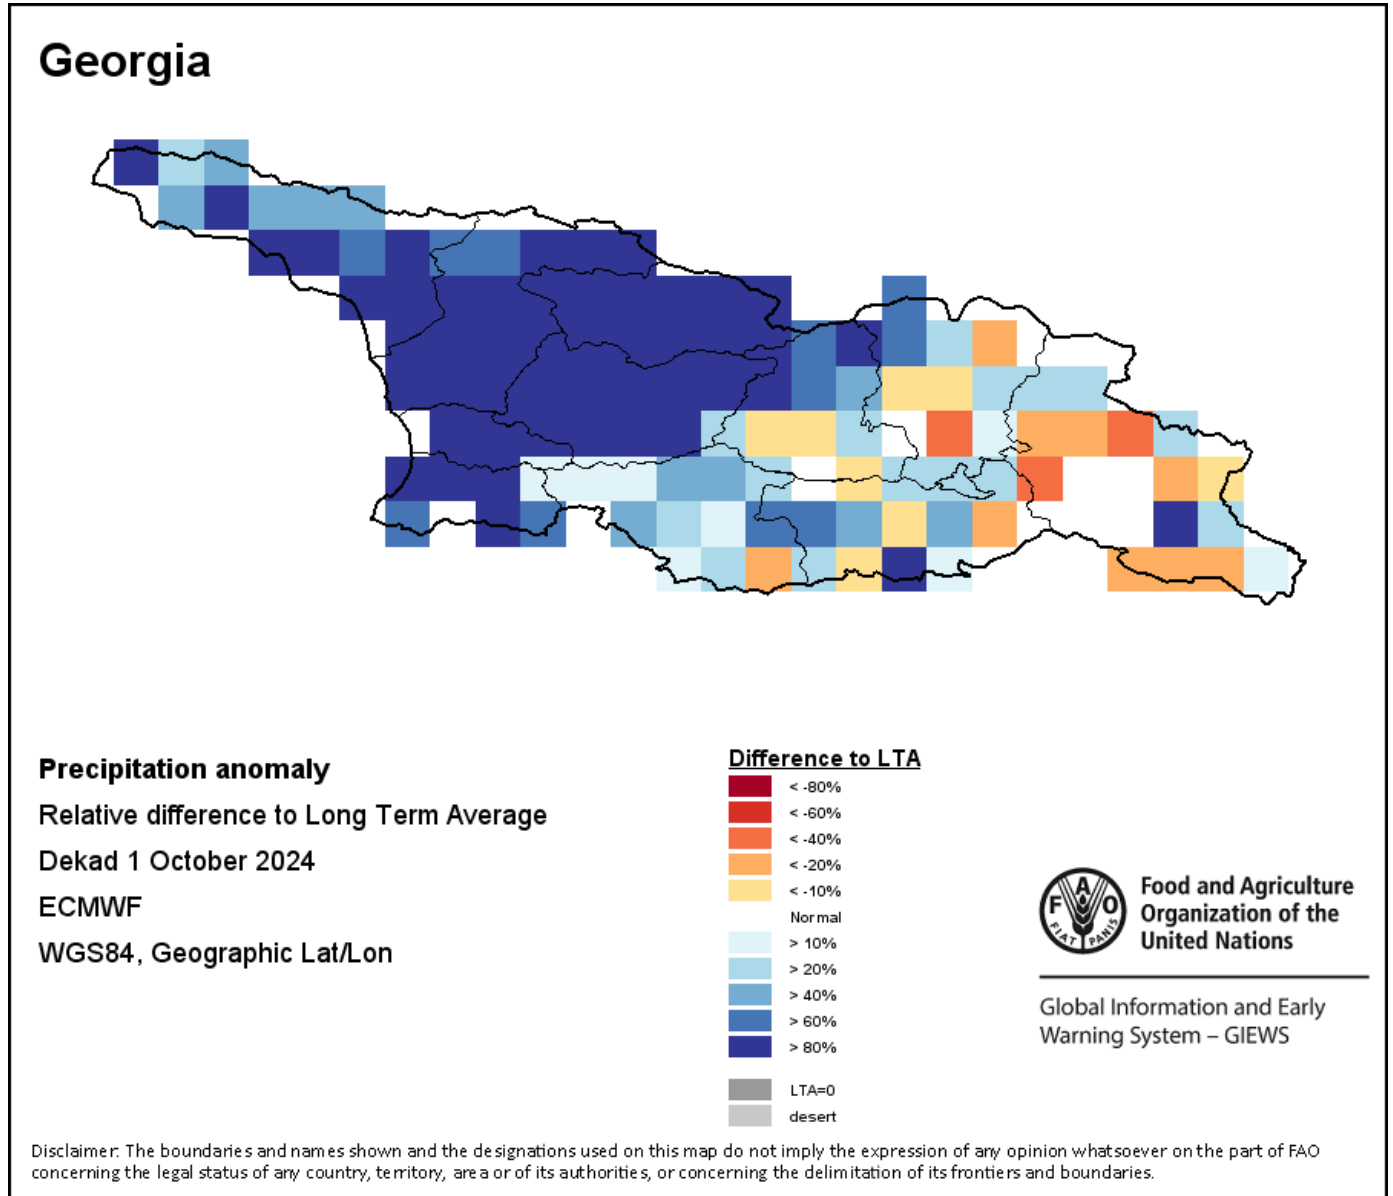 Georgia
Precipitation anomaly
Relative difference to Long Term Average
Dekad 1 October 2024
ECMWF
WGS84, Geographic Lat/Lon
Difference to LTA
< -80%
< -60%
< -40%
< -20%
< -10%
Normal
> 10%
> 20%
> 40%
> 60%
> 80%
LTA=0
desert
F A O
FIAT PANIS
Food and Agriculture
Organization of the
United Nations
Global Information and Early
Warning System – GIEWS
Disclaimer: The boundaries and names shown and the designations used on this map do not imply the expression of any opinion whatsoever on the part of FAO
concerning the legal status of any country, territory, area or of its authorities, or concerning the delimitation of its frontiers and boundaries.